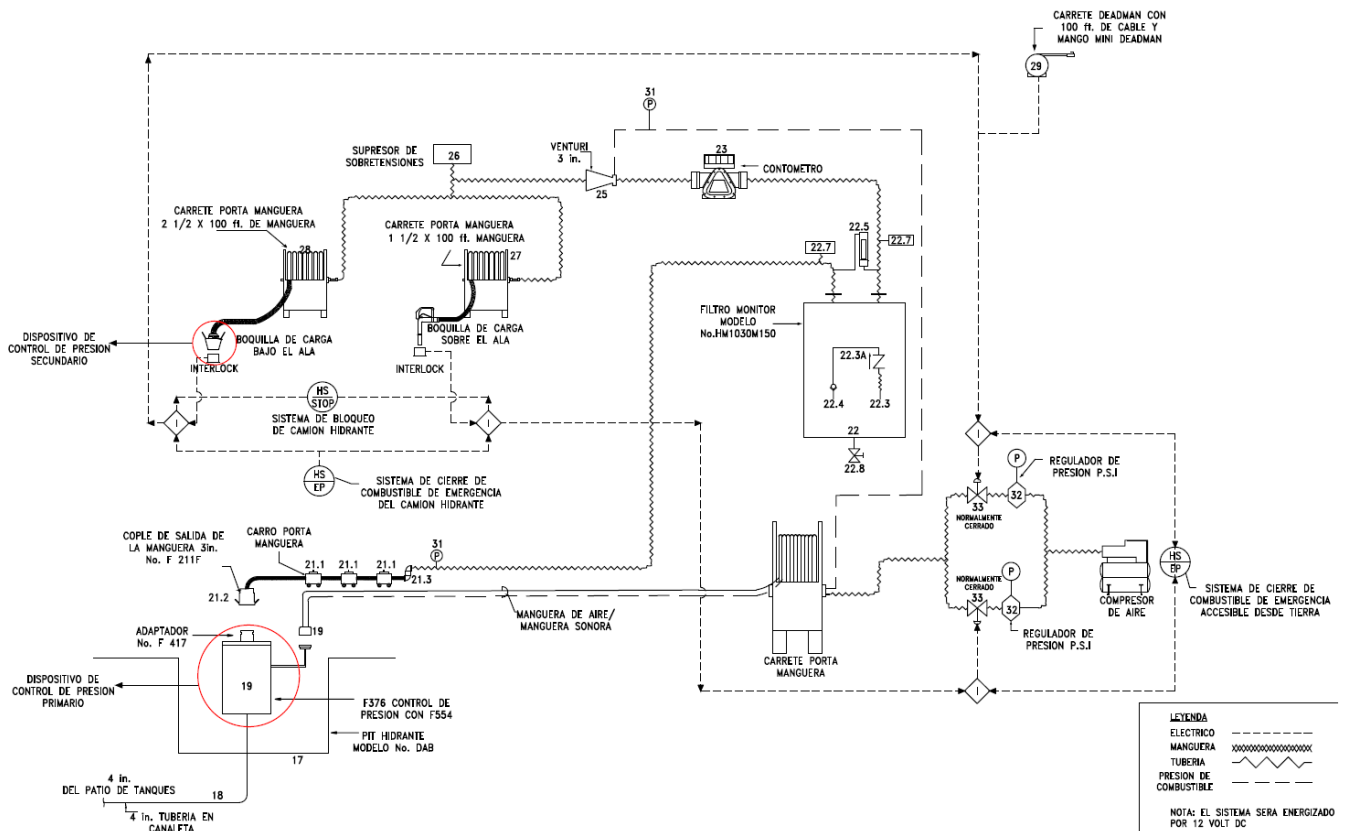 CARRETE DEADMAN CON
100 ft. DE CABLE Y
MANGO MINI DEADMAN
29
31
P
SUPRESOR DE
SOBRETENSIONES
26
VENTURI
3 in.
25
23
CONTOMETRO
CARRETE PORTA MANGUERA
2 1/2 X 100 ft. DE MANGUERA
28
CARRETE PORTA MANGUERA
1 1/2 X 100 ft. MANGUERA
27
22.5
22.7
22.7
FILTRO MONITOR
MODELO
No.HM1030M150
22.3A
22.4
22.3
22
22.8
DISPOSITIVO DE
CONTROL DE PRESION
SECUNDARIO
BOQUILLA DE CARGA
BAJO EL ALA
INTERLOCK
BOQUILLA DE CARGA
SOBRE EL ALA
INTERLOCK
HS
STOP
SISTEMA DE BLOQUEO
DE CAMION HIDRANTE
I
I
HS
EP
SISTEMA DE CIERRE DE
COMBUSTIBLE DE EMERGENCIA
DEL CAMION HIDRANTE
I
P
REGULADOR DE
PRESION P.S.I
33
32
NORMALMENTE
CERRADO
COPLE DE SALIDA DE
LA MANGUERA 3in.
No. F 211F
CARRO PORTA
MANGUERA
21.1
21.1
21.1
31
P
21.3
21.2
MANGUERA DE AIRE/
MANGUERA SONORA
NORMALMENTE
CERRADO
33
P
32
REGULADOR DE
PRESION P.S.I
COMPRESOR
DE AIRE
HS
EP
SISTEMA DE CIERRE DE
COMBUSTIBLE DE EMERGENCIA
ACCESIBLE DESDE TIERRA
ADAPTADOR
No. F 417
19
CARRETE PORTA
MANGUERA
I
DISPOSITIVO DE
CONTROL DE PRESION
PRIMARIO
19
F376 CONTROL DE
PRESION CON F554
PIT HIDRANTE
MODELO No. DAB
17
4 in.
DEL PATIO DE TANQUES
18
4 in. TUBERIA EN
CANALETA
LEYENDA
ELECTRICO
MANGUERA
TUBERIA
PRESION DE
COMBUSTIBLE
NOTA: EL SISTEMA SERA ENERGIZADO
POR 12 VOLT DC